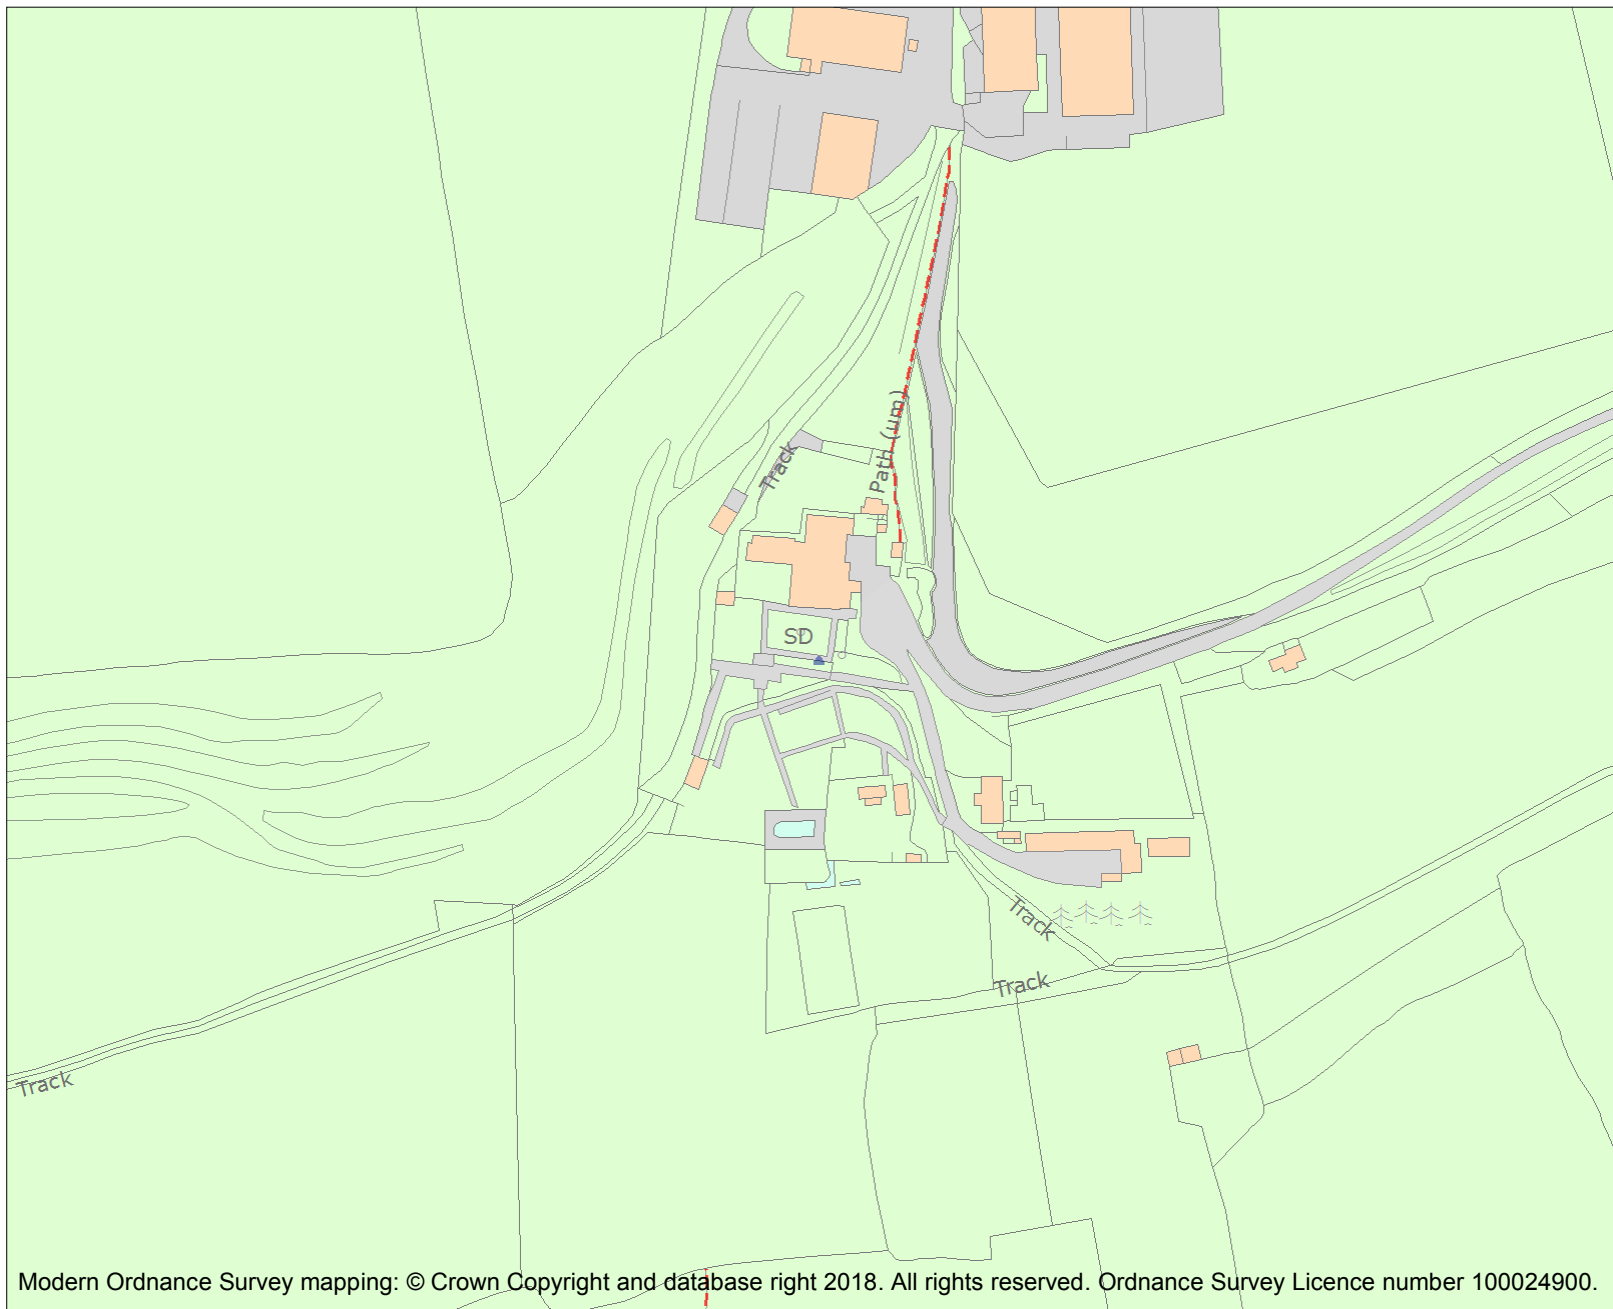 Path (um)
Track
SD
Track
Track
Track
Modern Ordnance Survey mapping: © Crown Copyright and database right 2018. All rights reserved. Ordnance Survey Licence number 100024900.